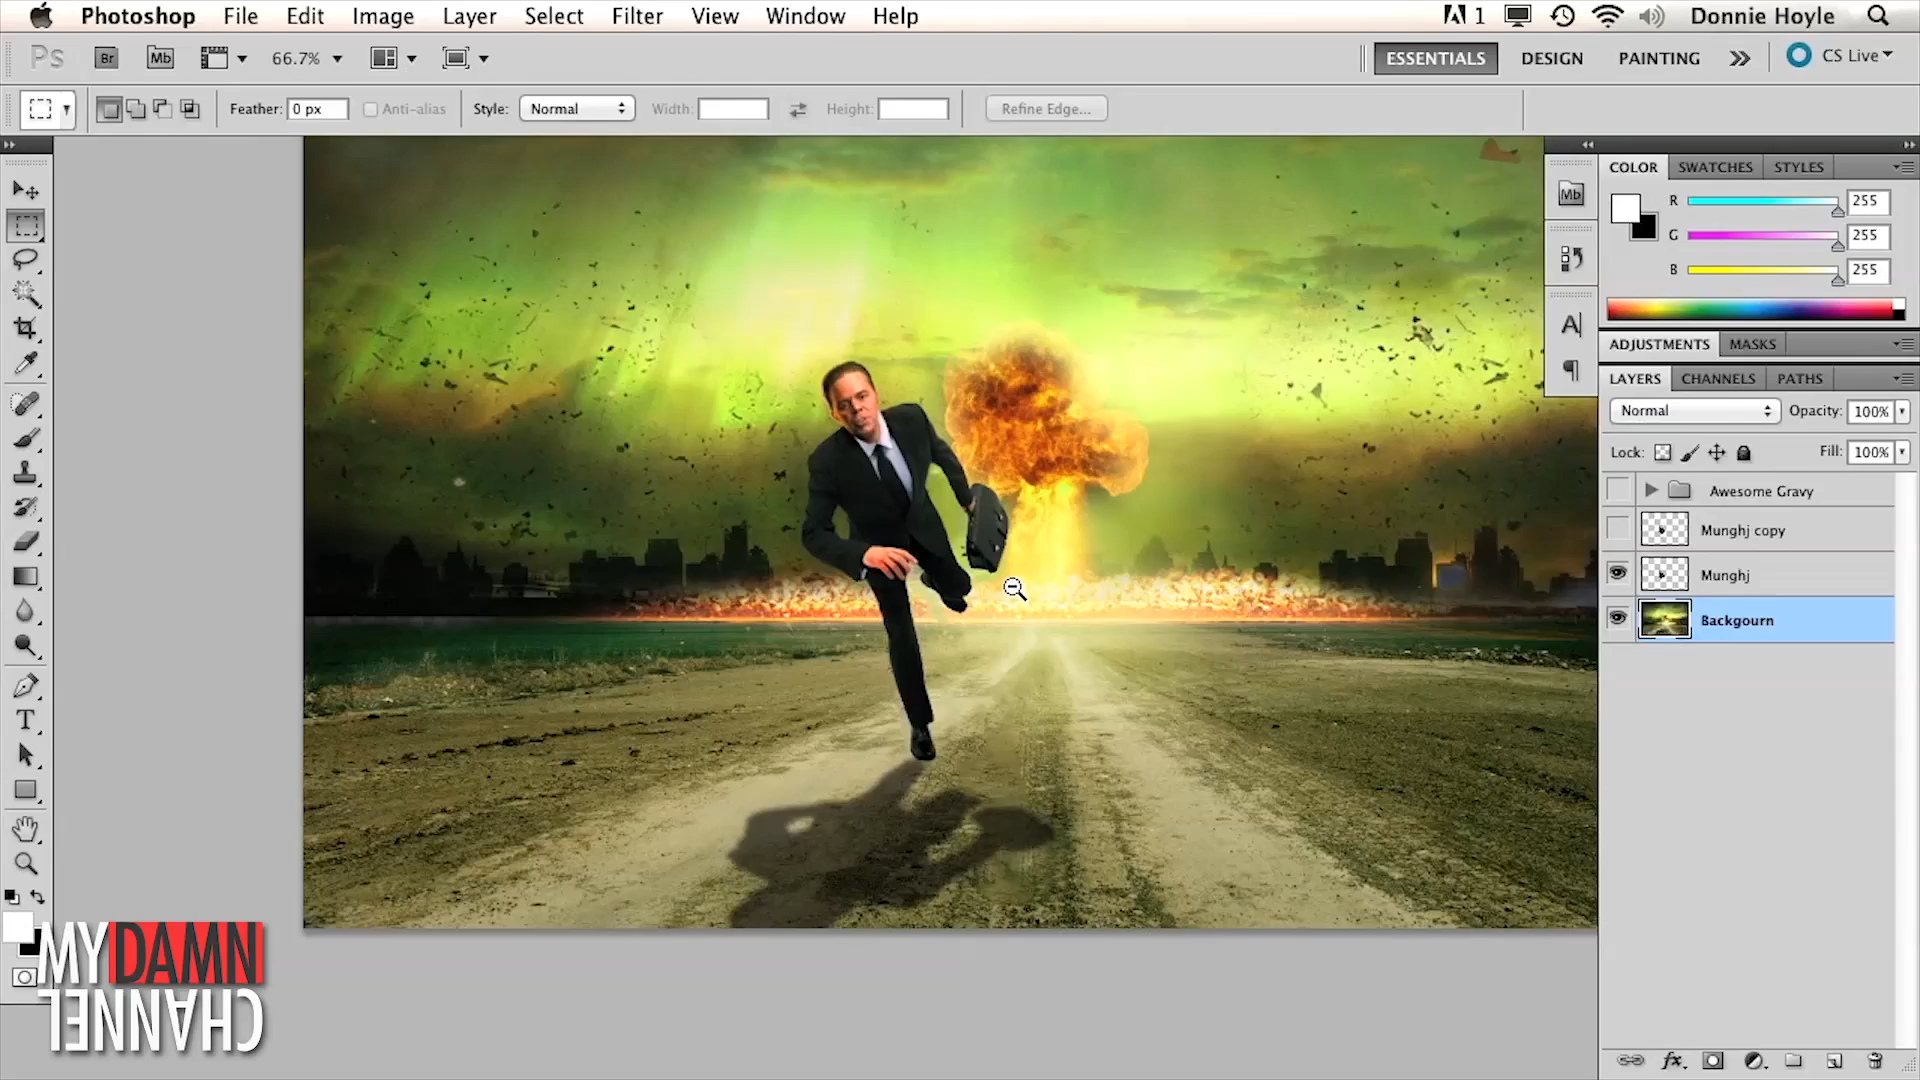 Photoshop File Edit Image Layer Select Filter View Window Help 1 Donnie Hoyle
Ps Br Mb 66.7% ESSENTIALS DESIGN PAINTING CS Live
Feather: 0 px Anti-alias Style: Normal Width: Height: Refine Edge...
COLOR SWATCHES STYLES
Mb
R 255
G 255
B 255
A
ADJUSTMENTS MASKS
LAYERS CHANNELS PATHS
Normal Opacity: 100%
Lock: Fill: 100%
Awesome Gravy
Munghj copy
Munghj
Backgourn
T
MY DAMN
CHANNEL
fx